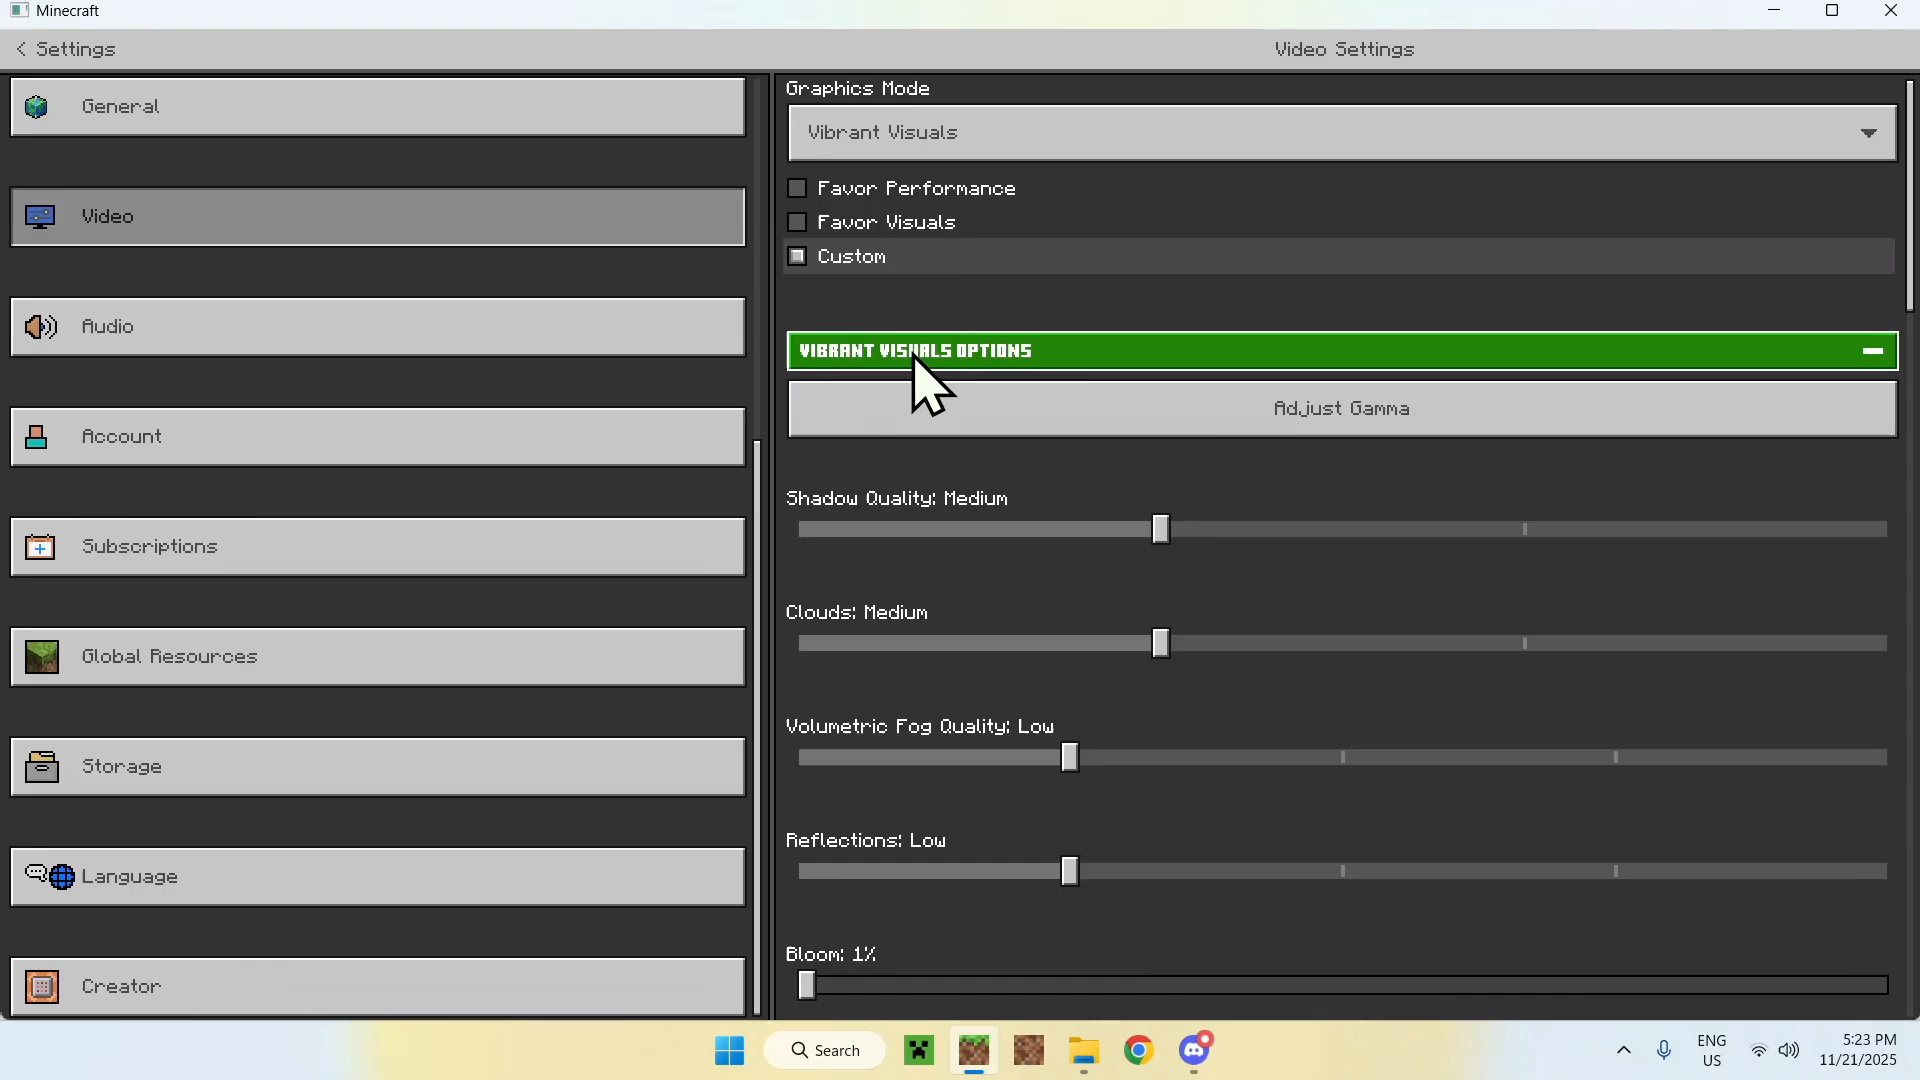 Minecraft
Settings
Video Settings
General
Video
Audio
Account
Subscriptions
Global Resources
Storage
Language
Creator
Graphics Mode
Vibrant Visuals
Favor Performance
Favor Visuals
Custom
VIBRANT VISUALS OPTIONS
Adjust Gamma
Shadow Quality: Medium
Clouds: Medium
Volumetric Fog Quality: Low
Reflections: Low
Bloom: 1%
Search
ENG
US
5:23 PM
11/21/2025